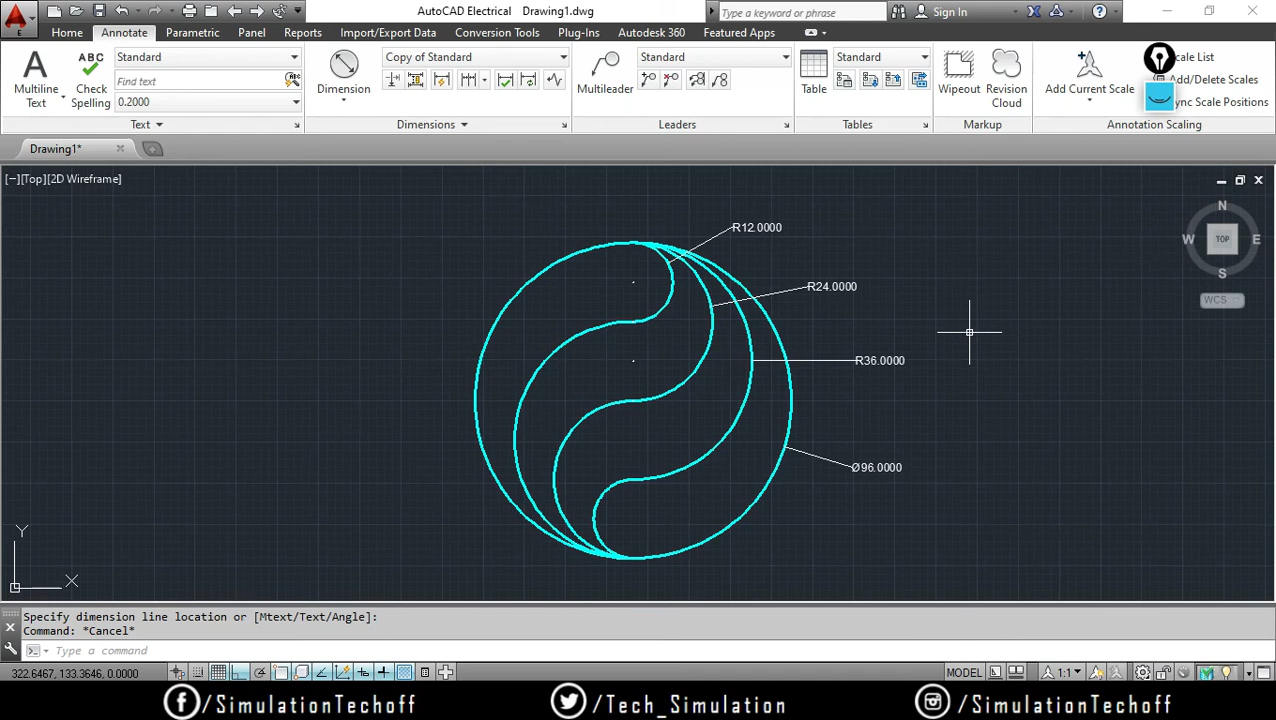 AutoCAD Electrical Drawing1.dwg
Type a keyword or phrase
Sign In
E
Home Annotate Parametric Panel Reports Import/Export Data Conversion Tools Plug-Ins Autodesk 360 Featured Apps
A
Multiline
Text
ABC
Check
Spelling
Standard
Find text
0.2000
Text
Dimension
Copy of Standard
Dimensions
Multileader
Standard
Leaders
Table
Standard
Tables
Wipeout
Revision
Cloud
Markup
Add Current Scale
cale List
Add/Delete Scales
ync Scale Positions
Annotation Scaling
Drawing1*
[−][Top][2D Wireframe]
N
W TOP E
S
WCS
R12.0000
R24.0000
R36.0000
Ø96.0000
Y
X
Specify dimension line location or [Mtext/Text/Angle]:
Command: *Cancel*
Type a command
322.6467, 133.3646, 0.0000
MODEL
1:1
/SimulationTechoff
/Tech_Simulation
/SimulationTechoff